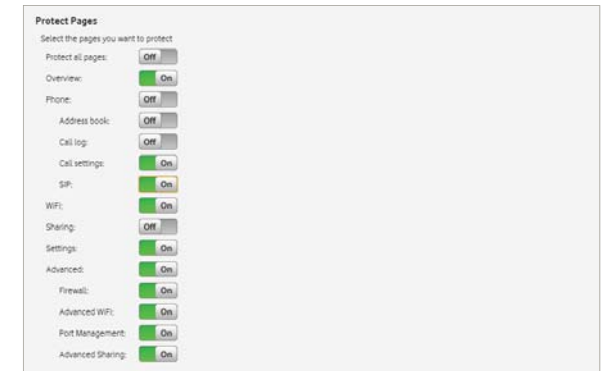 Protect Pages
Select the pages you want to protect
Protect all pages: Off
Overview: On
Phone: Off
Address book: Off
Call log: Off
Call settings: On
SIP: On
WiFi: On
Sharing: Off
Settings: On
Advanced: On
Firewall: On
Advanced WiFi: On
Port Management: On
Advanced Sharing: On